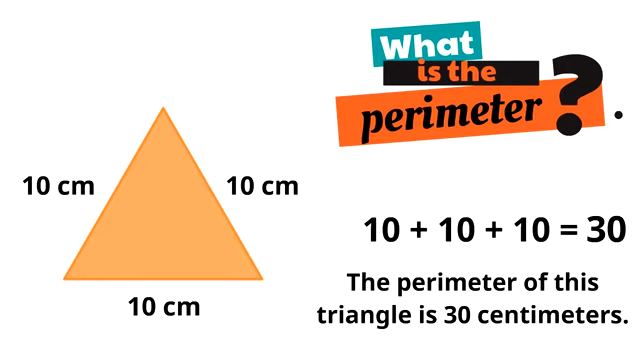 What
is the
perimeter ? .
10 cm
10 cm
10 cm
10 + 10 + 10 = 30
The perimeter of this
triangle is 30 centimeters.